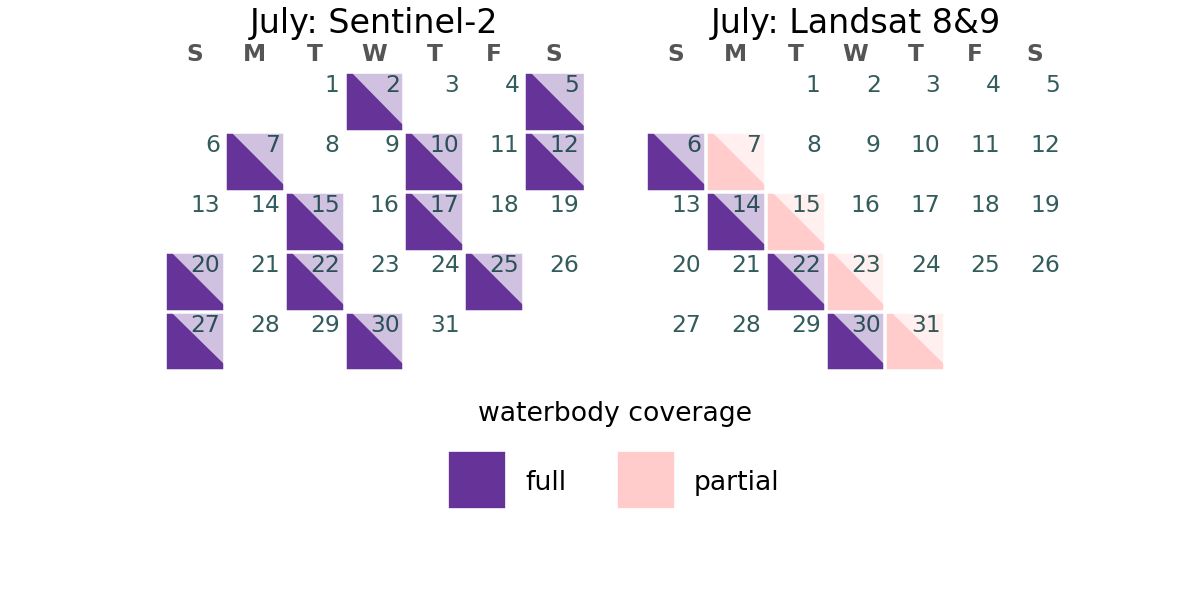 July: Sentinel-2
S M T W T F S
1 2 3 4 5
6 7 8 9 10 11 12
13 14 15 16 17 18 19
20 21 22 23 24 25 26
27 28 29 30 31
July: Landsat 8&9
S M T W T F S
1 2 3 4 5
6 7 8 9 10 11 12
13 14 15 16 17 18 19
20 21 22 23 24 25 26
27 28 29 30 31
waterbody coverage
full partial